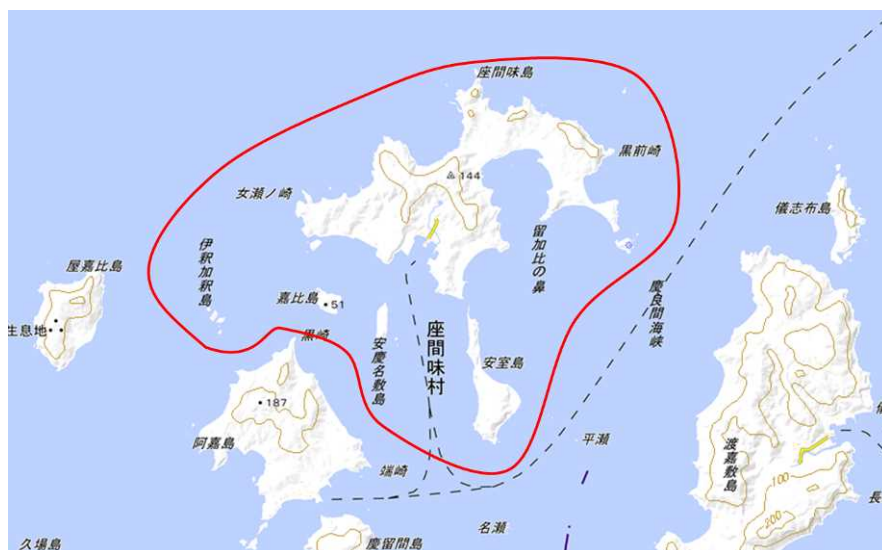 座間味島
黒前崎
144
女瀬ノ崎
儀志布島
留加比の鼻
伊釈加釈島
屋嘉比島
慶良間海峡
嘉比島
51
生息地
黒崎
座間味村
安慶名敷島
安室島
187
阿嘉島
平瀬
渡嘉敷島
端崎
100
長
名瀬
200
久場島
慶留間島